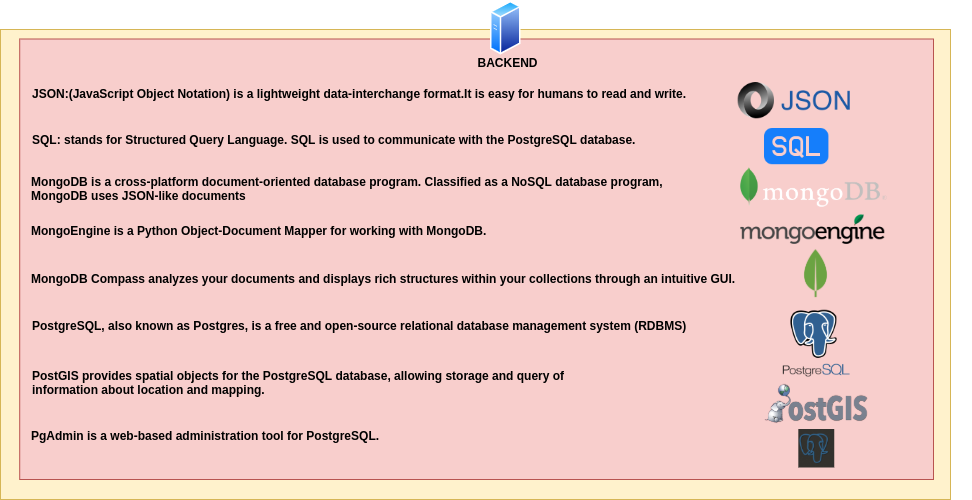 BACKEND
JSON:(JavaScript Object Notation) is a lightweight data-interchange format.It is easy for humans to read and write.
JSON
SQL: stands for Structured Query Language. SQL is used to communicate with the PostgreSQL database.
SQL
MongoDB is a cross-platform document-oriented database program. Classified as a NoSQL database program,
MongoDB uses JSON-like documents
mongoDB®
MongoEngine is a Python Object-Document Mapper for working with MongoDB.
mongoengine
MongoDB Compass analyzes your documents and displays rich structures within your collections through an intuitive GUI.
PostgreSQL, also known as Postgres, is a free and open-source relational database management system (RDBMS)
PostgreSQL
PostGIS provides spatial objects for the PostgreSQL database, allowing storage and query of
information about location and mapping.
PostGIS
PgAdmin is a web-based administration tool for PostgreSQL.